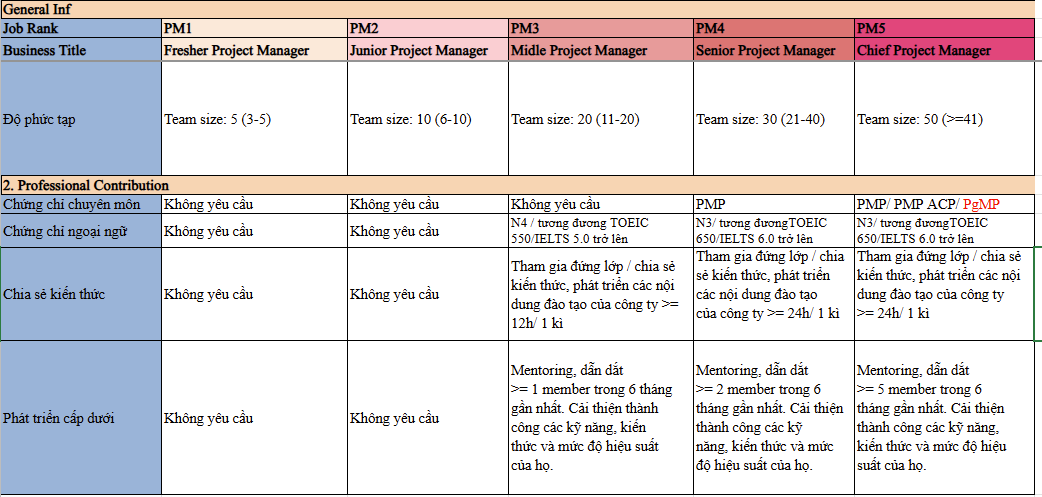 General Inf
Job Rank PM1 PM2 PM3 PM4 PM5
Business Title Fresher Project Manager Junior Project Manager Midle Project Manager Senior Project Manager Chief Project Manager
Độ phức tạp Team size: 5 (3-5) Team size: 10 (6-10) Team size: 20 (11-20) Team size: 30 (21-40) Team size: 50 (>=41)
2. Professional Contribution
Chứng chỉ chuyên môn Không yêu cầu Không yêu cầu Không yêu cầu PMP PMP/ PMP ACP/ PgMP
Chứng chỉ ngoại ngữ Không yêu cầu Không yêu cầu
N4 / tương đương TOEIC
550/IELTS 5.0 trở lên
N3/ tương đươngTOEIC
650/IELTS 6.0 trở lên
N3/ tương đươngTOEIC
650/IELTS 6.0 trở lên
Chia sẻ kiến thức Không yêu cầu Không yêu cầu
Tham gia đứng lớp / chia sẻ
kiến thức, phát triển các nội
dung đào tạo của công ty >=
12h/ 1 kì
Tham gia đứng lớp / chia
sẻ kiến thức, phát triển
các nội dung đào tạo
của công ty >= 24h/ 1 kì
Tham gia đứng lớp / chia sẻ
kiến thức, phát triển các nội
dung đào tạo của công ty
>= 24h/ 1 kì
Phát triển cấp dưới Không yêu cầu Không yêu cầu
Mentoring, dẫn dắt
>= 1 member trong 6 tháng
gần nhất. Cải thiện thành
công các kỹ năng, kiến
thức và mức độ hiệu suất
của họ.
Mentoring, dẫn dắt
>= 2 member trong 6
tháng gần nhất. Cải thiện
thành công các kỹ
năng, kiến thức và mức
độ hiệu suất của họ.
Mentoring, dẫn dắt
>= 5 member trong 6
tháng gần nhất. Cải thiện
thành công các kỹ năng,
kiến thức và mức độ hiệu
suất của họ.